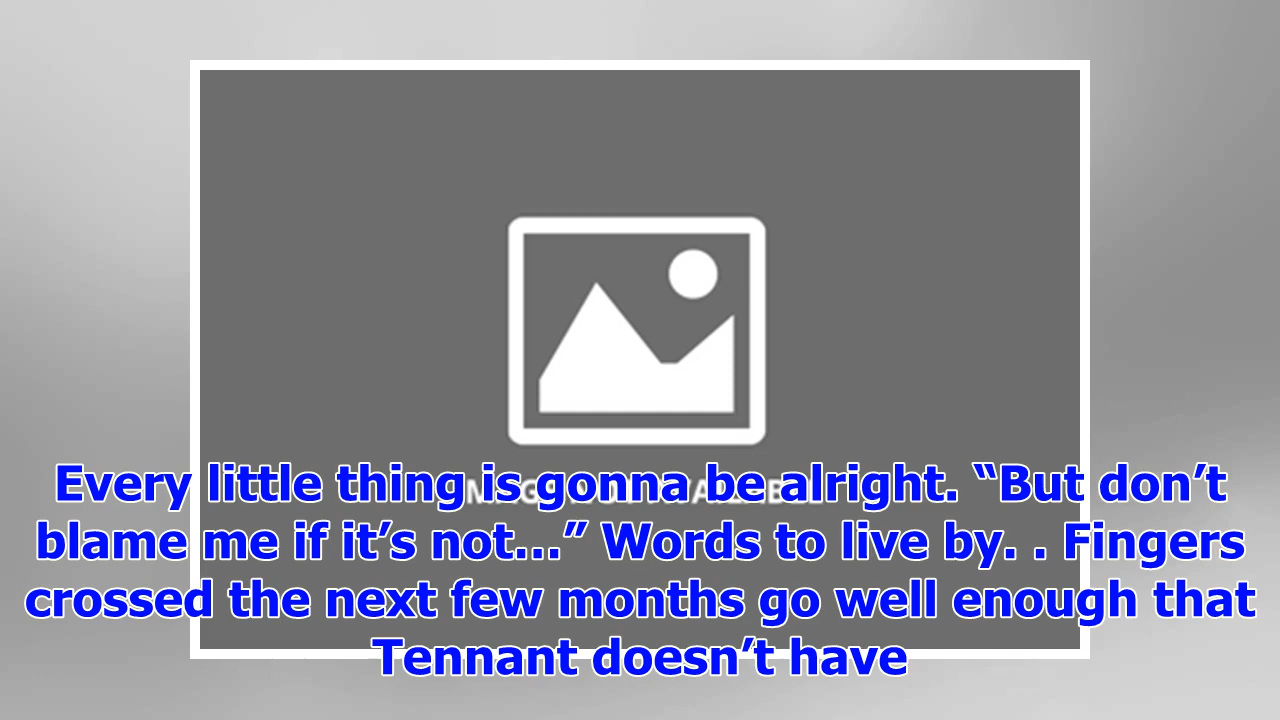 Every little thing is gonna be alright. “But don’t
blame me if it’s not...” Words to live by. . Fingers
crossed the next few months go well enough that
Tennant doesn’t have